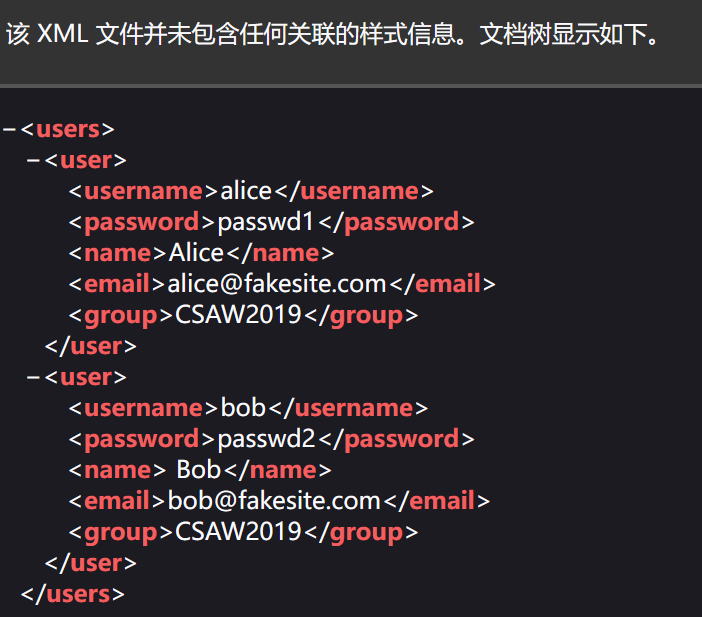 该 XML 文件并未包含任何关联的样式信息。文档树显示如下。
−<users>
−<user>
<username>alice</username>
<password>passwd1</password>
<name>Alice</name>
<email>alice@fakesite.com</email>
<group>CSAW2019</group>
</user>
−<user>
<username>bob</username>
<password>passwd2</password>
<name> Bob</name>
<email>bob@fakesite.com</email>
<group>CSAW2019</group>
</user>
</users>